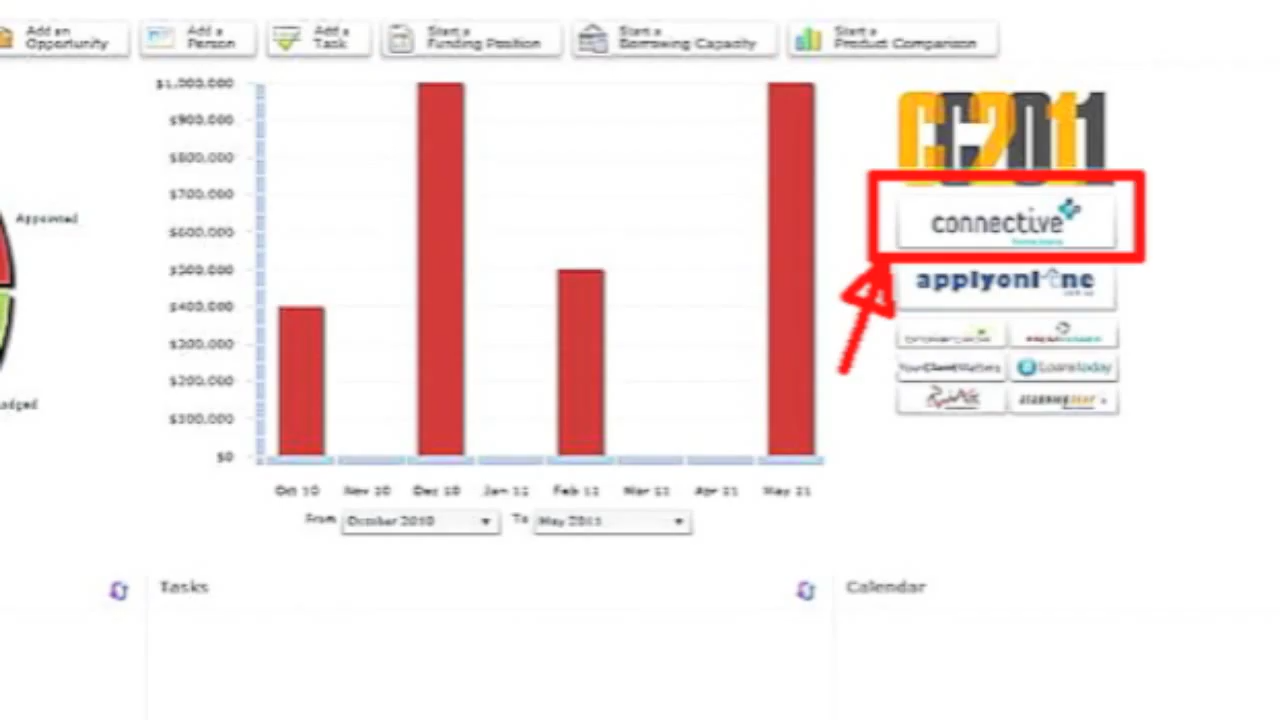 Add an
Opportunity
Add a
Person
Add a
Task
Start a
Funding Position
Start a
Borrowing Capacity
Start a
Product Comparison
$1,000,000
$900,000
$800,000
$700,000
$600,000
$500,000
$400,000
$300,000
$200,000
$100,000
$0
Oct 10
Nov 10
Dec 10
Jan 11
Feb 11
Mar 11
Apr 11
May 11
From
October 2010
To
May 2011
Appointed
odged
CC2011
connective
applyonline
YourClientMatters
LoansToday
Tasks
Calendar